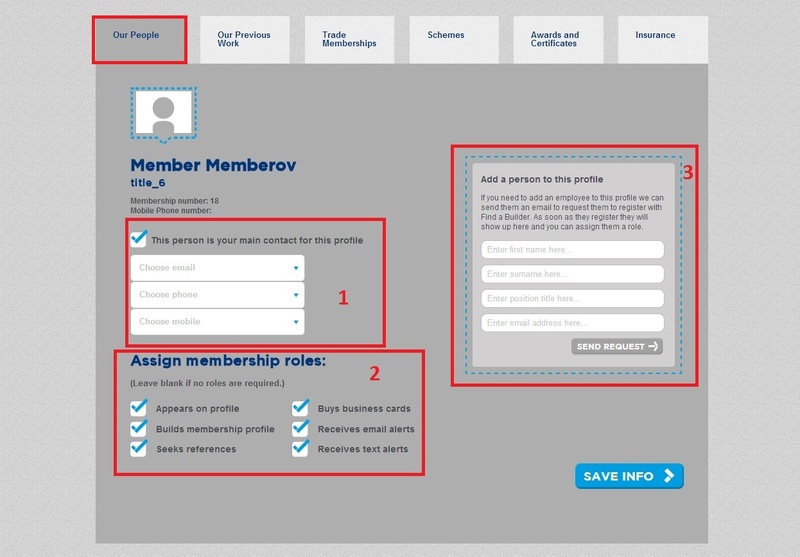 Our People
Our Previous
Work
Trade
Memberships
Schemes
Awards and
Certificates
Insurance
Member Memberov
title_6
Membership number: 18
Mobile Phone number:
This person is your main contact for this profile
Choose email
Choose phone
Choose mobile
1
Assign membership roles:
2
(Leave blank if no roles are required.)
Appears on profile
Buys business cards
Builds membership profile
Receives email alerts
Seeks references
Receives text alerts
3
Add a person to this profile
If you need to add an employee to this profile we can
send them an email to request them to register with
Find a Builder. As soon as they register they will
show up here and you can assign them a role.
Enter first name here...
Enter surname here...
Enter position title here...
Enter email address here...
SEND REQUEST
SAVE INFO